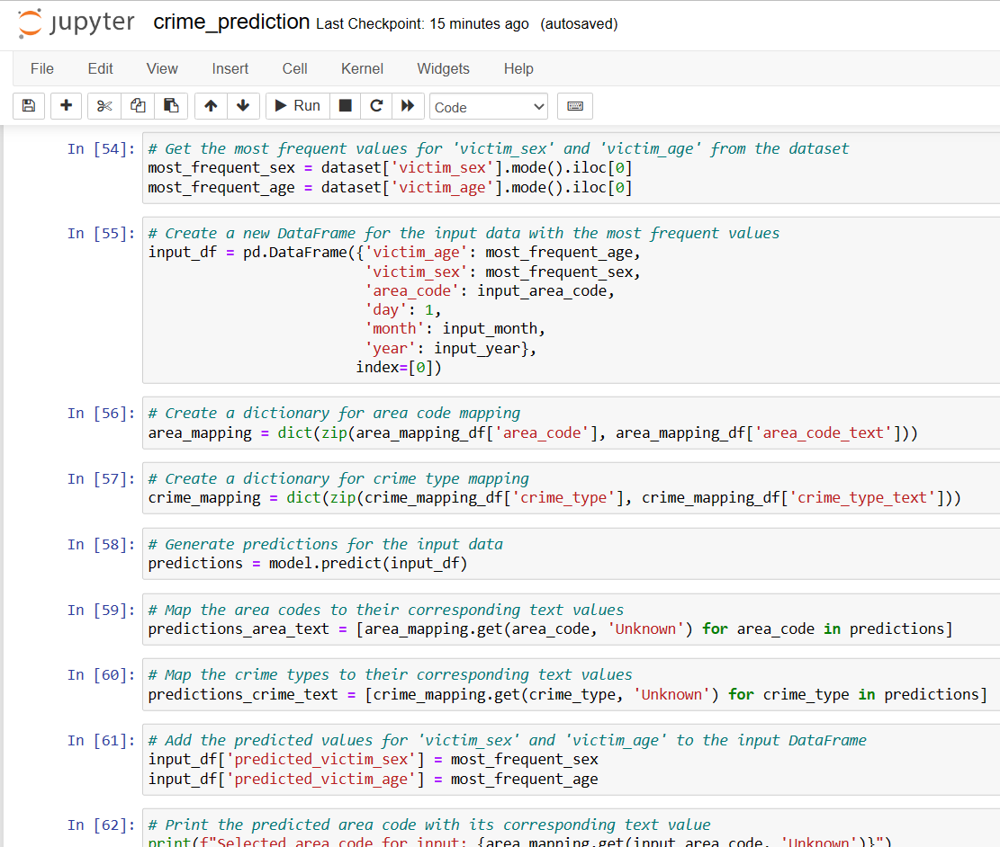 jupyter crime_prediction Last Checkpoint: 15 minutes ago (autosaved)
File Edit View Insert Cell Kernel Widgets Help
Run Code
In [54]: # Get the most frequent values for 'victim_sex' and 'victim_age' from the dataset
most_frequent_sex = dataset['victim_sex'].mode().iloc[0]
most_frequent_age = dataset['victim_age'].mode().iloc[0]
In [55]: # Create a new DataFrame for the input data with the most frequent values
input_df = pd.DataFrame({'victim_age': most_frequent_age,
'victim_sex': most_frequent_sex,
'area_code': input_area_code,
'day': 1,
'month': input_month,
'year': input_year},
index=[0])
In [56]: # Create a dictionary for area code mapping
area_mapping = dict(zip(area_mapping_df['area_code'], area_mapping_df['area_code_text']))
In [57]: # Create a dictionary for crime type mapping
crime_mapping = dict(zip(crime_mapping_df['crime_type'], crime_mapping_df['crime_type_text']))
In [58]: # Generate predictions for the input data
predictions = model.predict(input_df)
In [59]: # Map the area codes to their corresponding text values
predictions_area_text = [area_mapping.get(area_code, 'Unknown') for area_code in predictions]
In [60]: # Map the crime types to their corresponding text values
predictions_crime_text = [crime_mapping.get(crime_type, 'Unknown') for crime_type in predictions]
In [61]: # Add the predicted values for 'victim_sex' and 'victim_age' to the input DataFrame
input_df['predicted_victim_sex'] = most_frequent_sex
input_df['predicted_victim_age'] = most_frequent_age
In [62]: # Print the predicted area code with its corresponding text value
print(f"Selected area code for input: {area_mapping.get(input_area_code, 'Unknown')}")